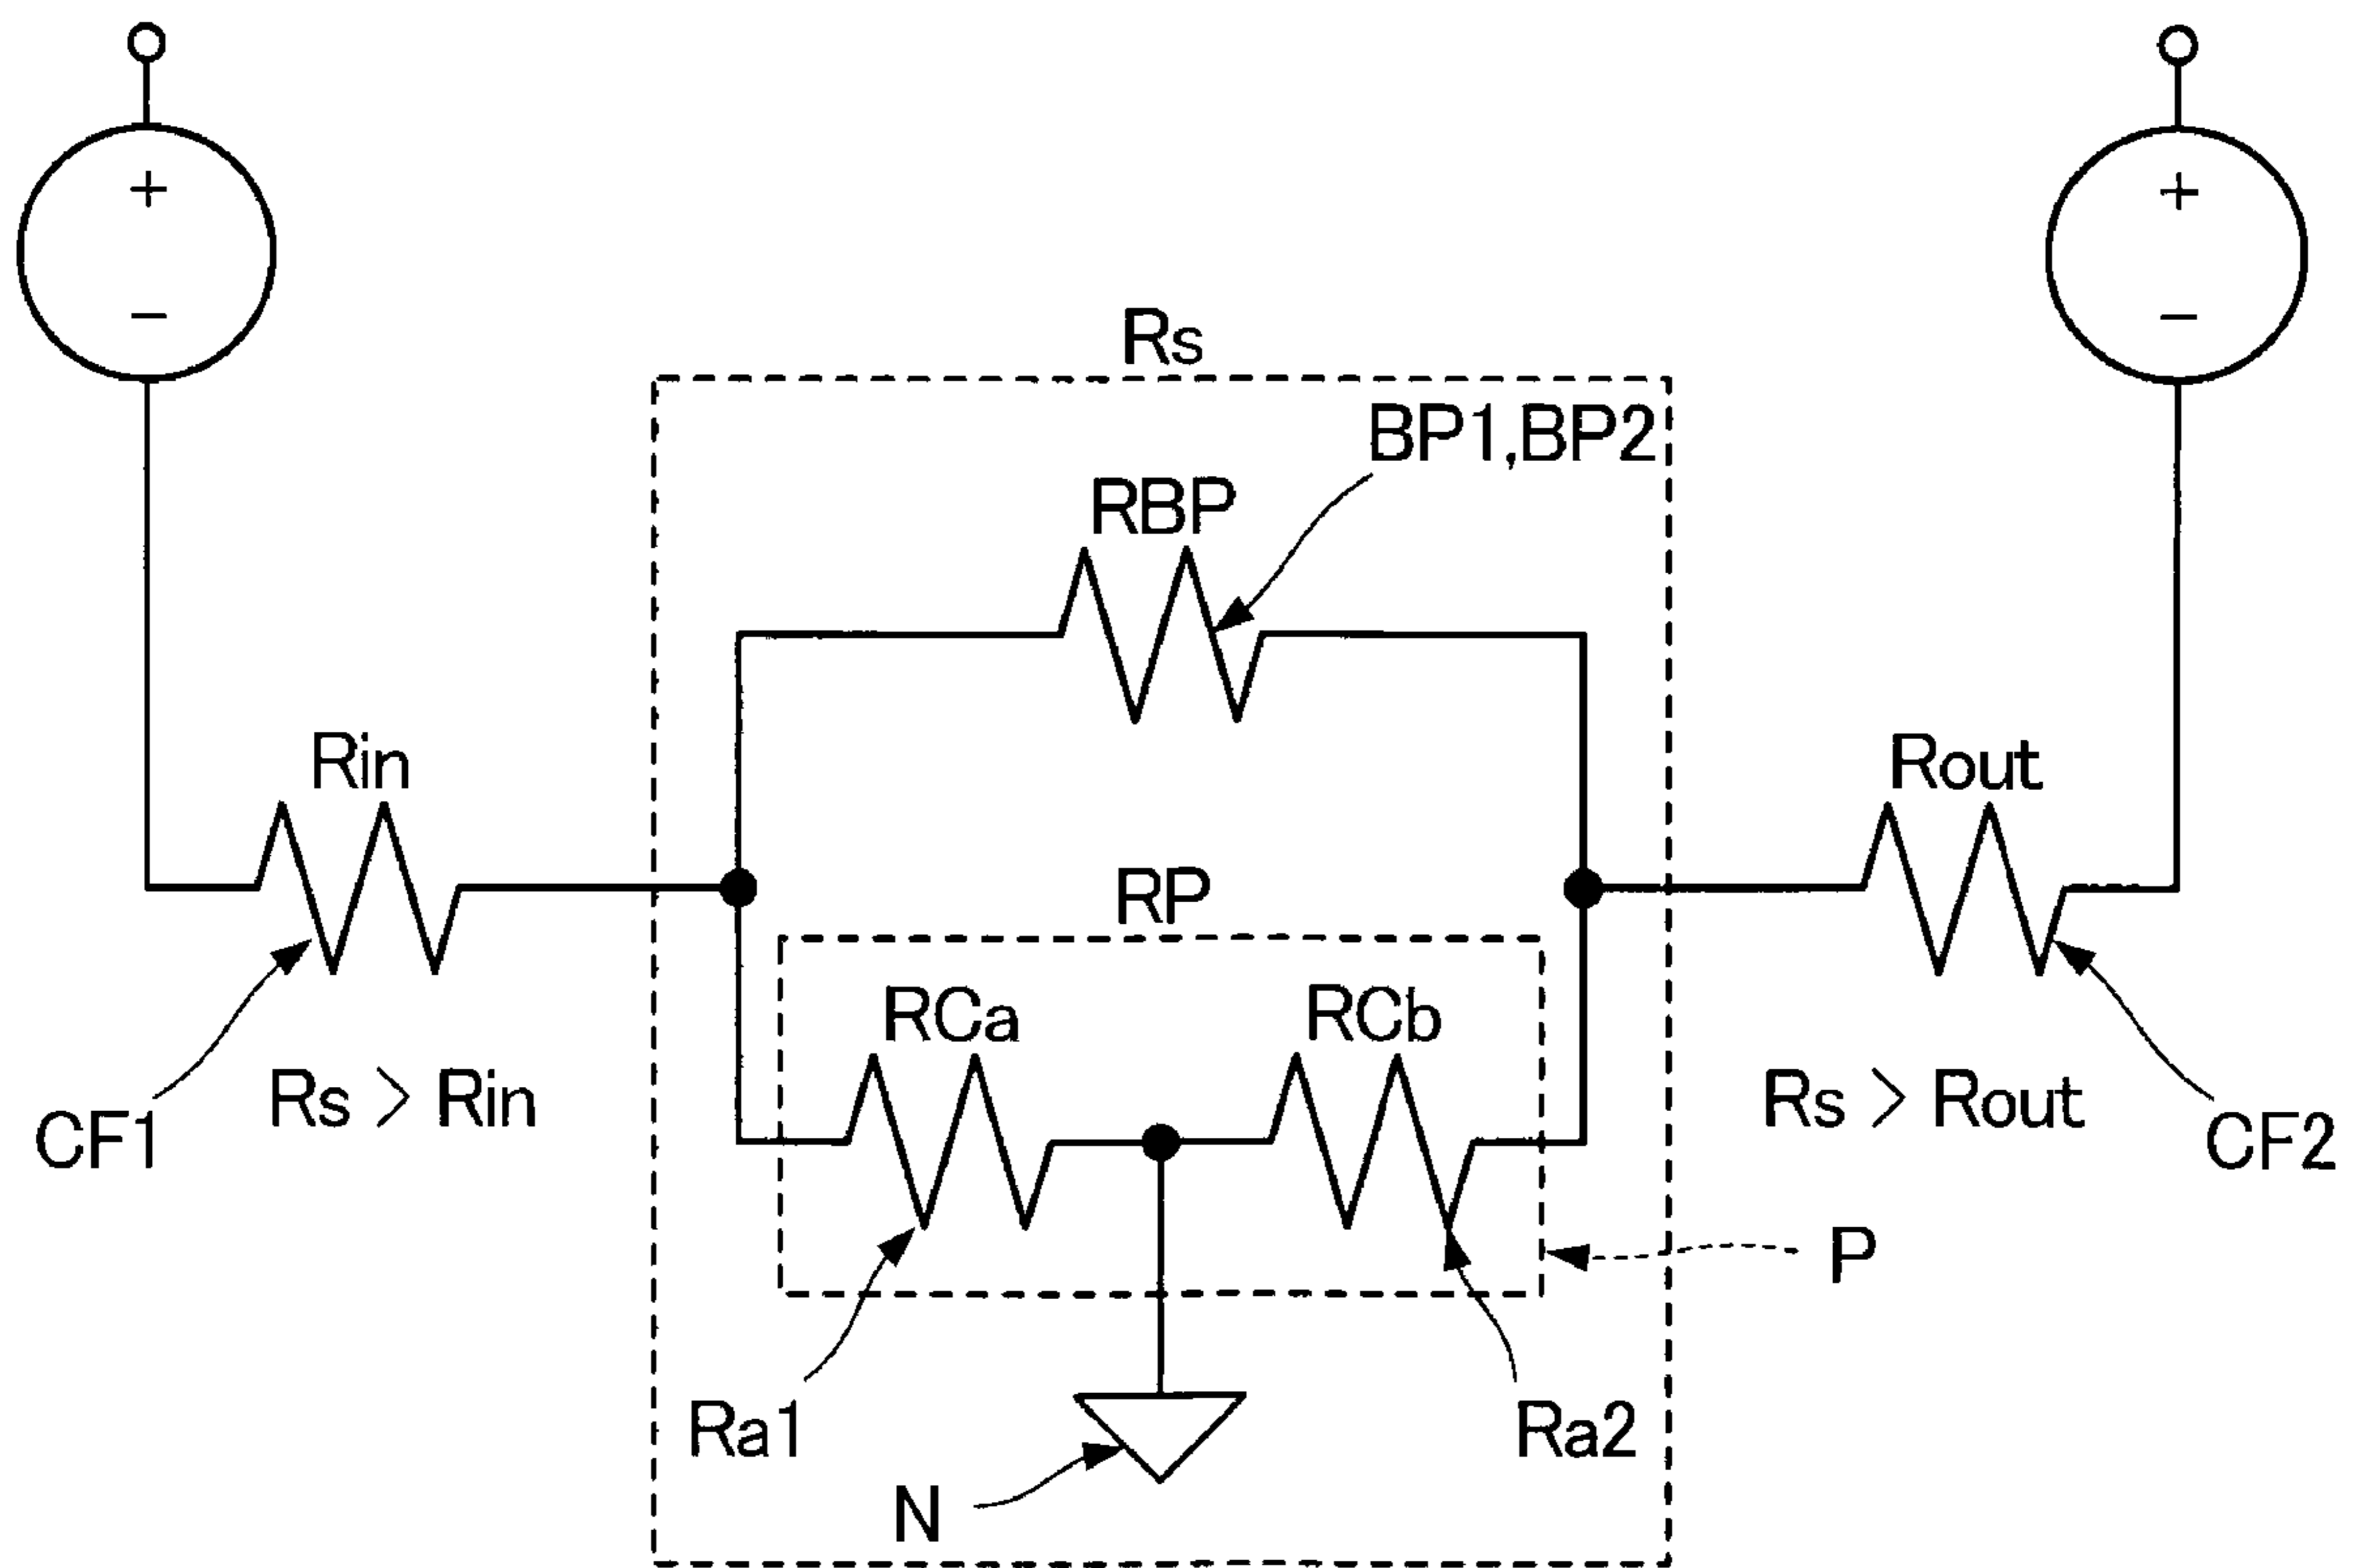 +
−
+
−
Rs
BP1,BP2
RBP
Rin
Rout
RP
RCa
RCb
Rs > Rin
Rs > Rout
CF1
CF2
P
Ra1
Ra2
N